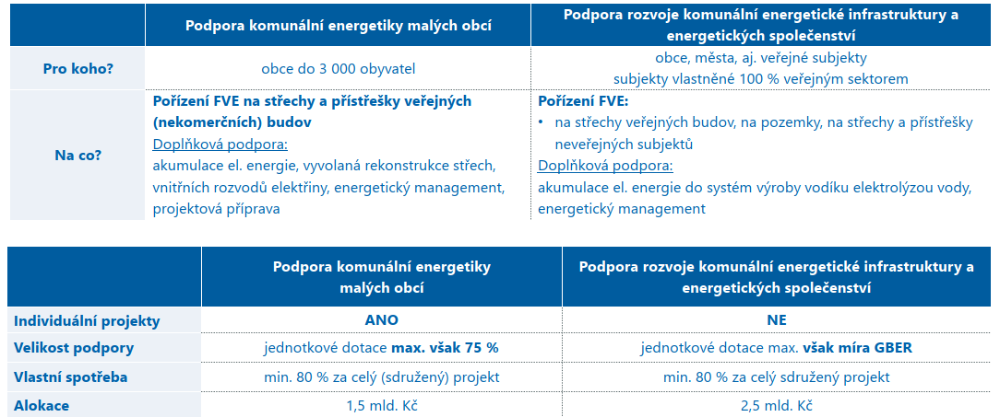 Podpora komunální energetiky malých obcí
Podpora rozvoje komunální energetické infrastruktury a
energetických společenství
Pro koho?
obce do 3 000 obyvatel
obce, města, aj. veřejné subjekty
subjekty vlastněné 100 % veřejným sektorem
Na co?
Pořízení FVE na střechy a přístřešky veřejných
(nekomerčních) budov
Doplňková podpora:
akumulace el. energie, vyvolaná rekonstrukce střech,
vnitřních rozvodů elektřiny, energetický management,
projektová příprava
Pořízení FVE:
• na střechy veřejných budov, na pozemky, na střechy a přístřešky
neveřejných subjektů
Doplňková podpora:
akumulace el. energie do systém výroby vodíku elektrolýzou vody,
energetický management
Podpora komunální energetiky
malých obcí
Podpora rozvoje komunální energetické infrastruktury a
energetických společenství
Individuální projekty
ANO
NE
Velikost podpory
jednotkové dotace max. však 75 %
jednotkové dotace max. však míra GBER
Vlastní spotřeba
min. 80 % za celý (sdružený) projekt
min. 80 % za celý sdružený projekt
Alokace
1,5 mld. Kč
2,5 mld. Kč